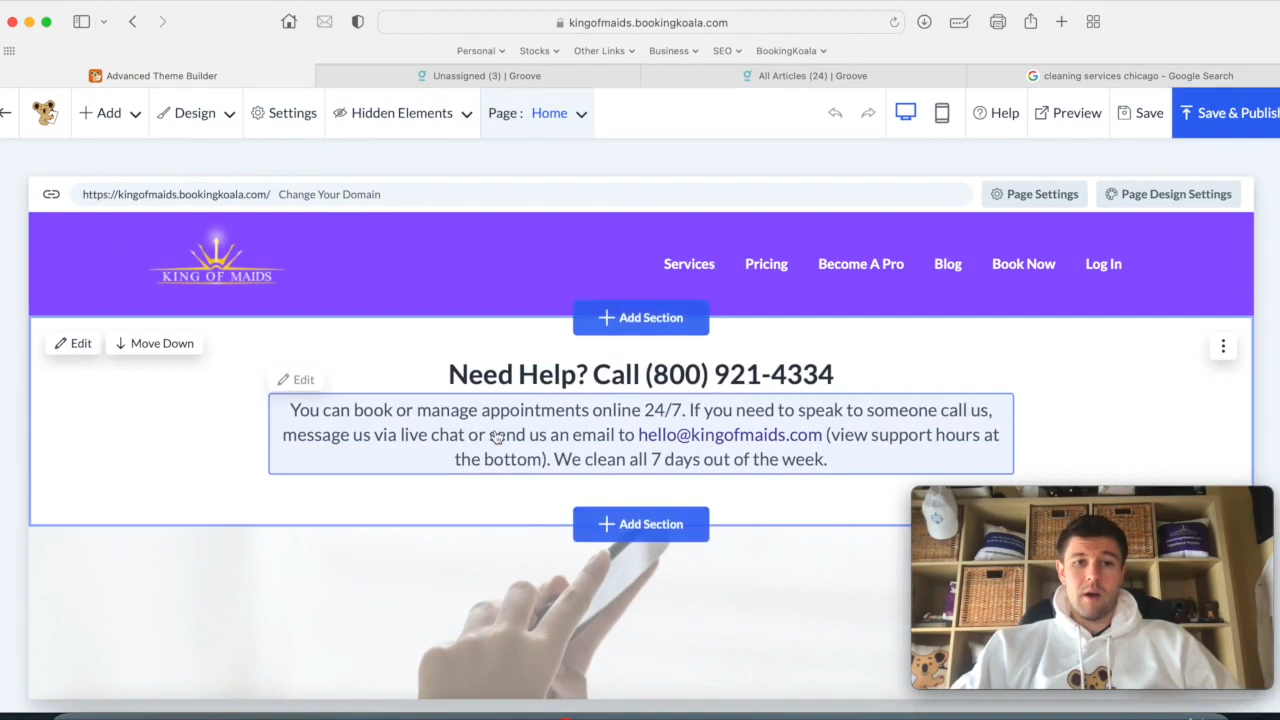 kingofmaids.bookingkoala.com
Personal Stocks Other Links Business SEO BookingKoala
Advanced Theme Builder Unassigned (3) | Groove All Articles (24) | Groove cleaning services chicago - Google Search
Add Design Settings Hidden Elements Page : Home Help Preview Save Save & Publish
https://kingofmaids.bookingkoala.com/ Change Your Domain Page Settings Page Design Settings
KING OF MAIDS Services Pricing Become A Pro Blog Book Now Log In
Add Section
Edit Move Down
Need Help? Call (800) 921-4334
Edit
You can book or manage appointments online 24/7. If you need to speak to someone call us,
message us via live chat or send us an email to hello@kingofmaids.com (view support hours at
the bottom). We clean all 7 days out of the week.
Add Section